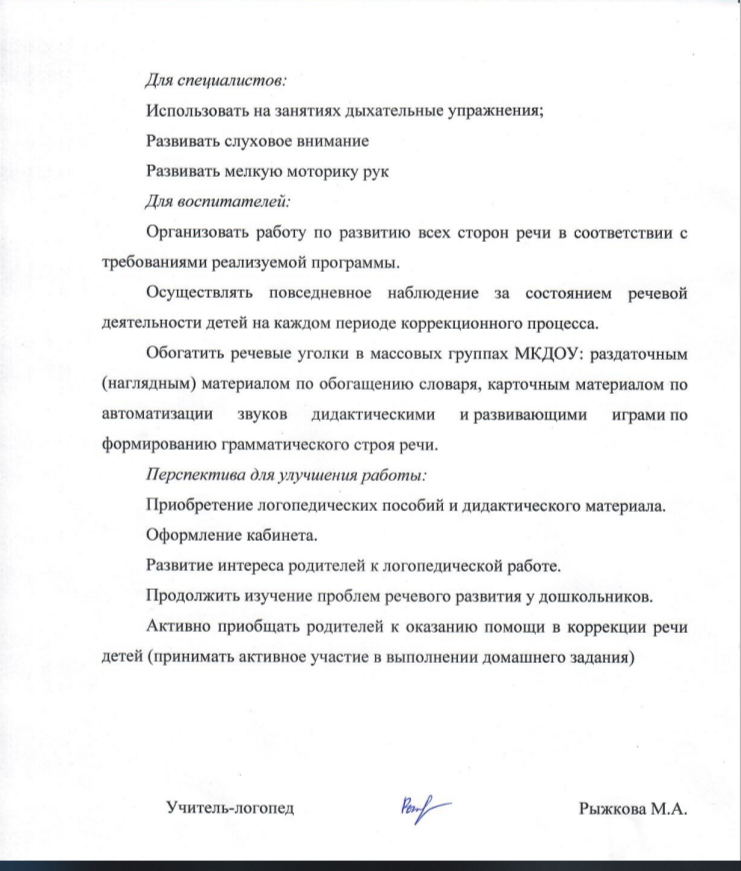 Для специалистов:
Использовать на занятиях дыхательные упражнения;
Развивать слуховое внимание
Развивать мелкую моторику рук
Для воспитателей:
Организовать работу по развитию всех сторон речи в соответствии с
требованиями реализуемой программы.
Осуществлять повседневное наблюдение за состоянием речевой
деятельности детей на каждом периоде коррекционного процесса.
Обогатить речевые уголки в массовых группах МКДОУ: раздаточным
(наглядным) материалом по обогащению словаря, карточным материалом по
автоматизации звуков дидактическими и развивающими играми по
формированию грамматического строя речи.
Перспектива для улучшения работы:
Приобретение логопедических пособий и дидактического материала.
Оформление кабинета.
Развитие интереса родителей к логопедической работе.
Продолжить изучение проблем речевого развития у дошкольников.
Активно приобщать родителей к оказанию помощи в коррекции речи
детей (принимать активное участие в выполнении домашнего задания)
Учитель-логопед Рыжкова М.А.